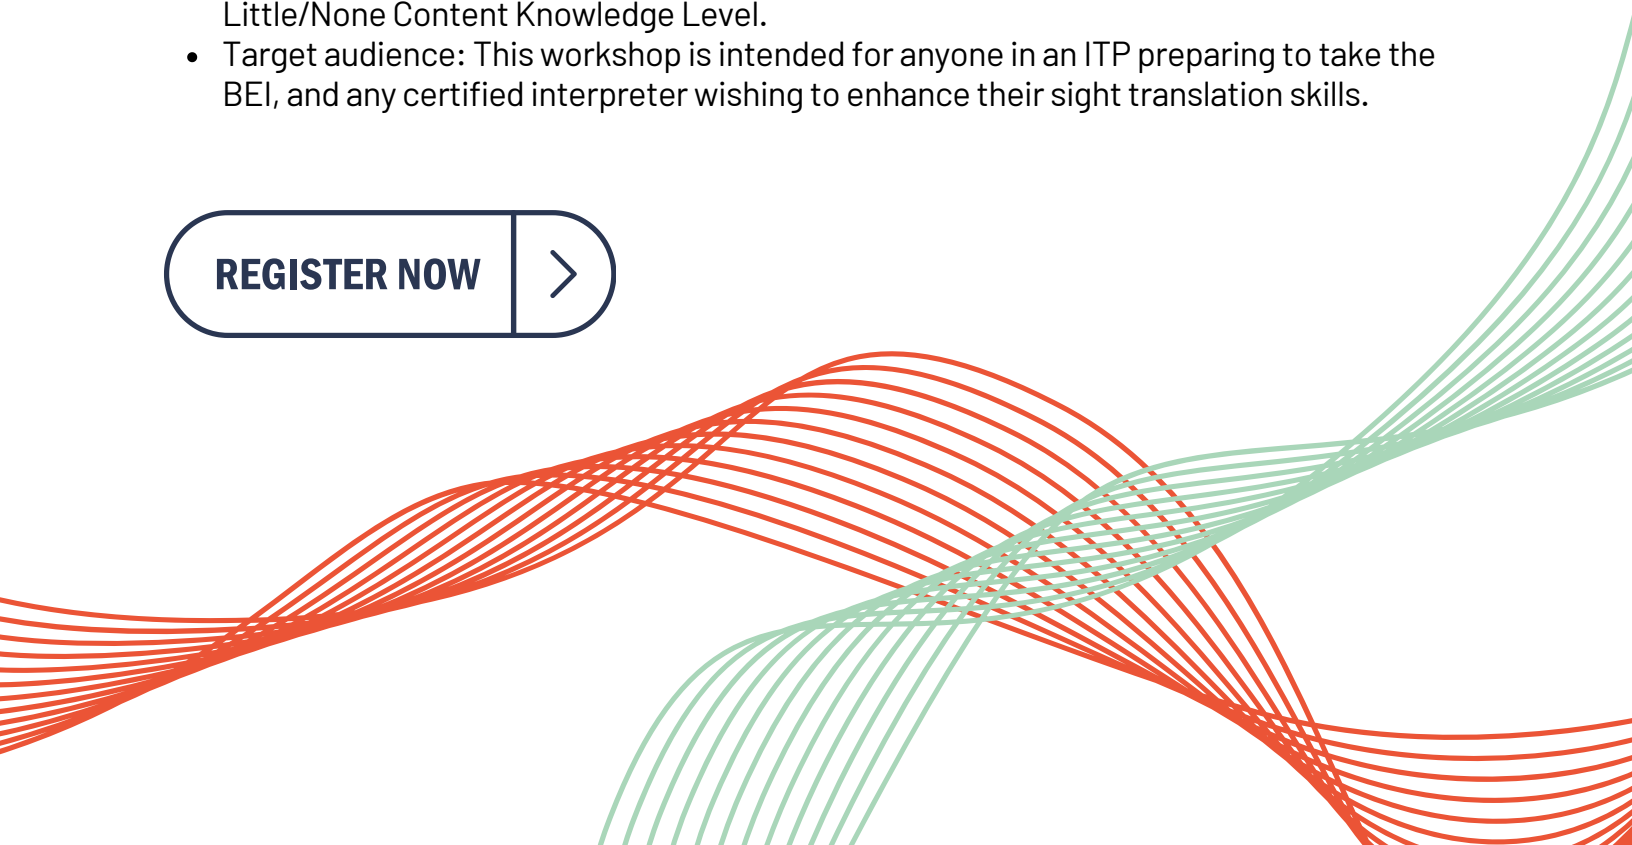 Little/None Content Knowledge Level.
• Target audience: This workshop is intended for anyone in an ITP preparing to take the
BEI, and any certified interpreter wishing to enhance their sight translation skills.
REGISTER NOW